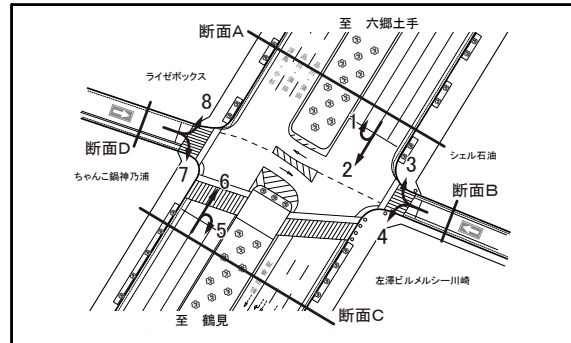 至　六郷土手
断面A
ライゼボックス
8
1
シェル石油
2
3
断面D
7
断面B
ちゃんこ鍋神乃浦
6
5
4
左澤ビルメルシー川崎
断面C
至　鶴見